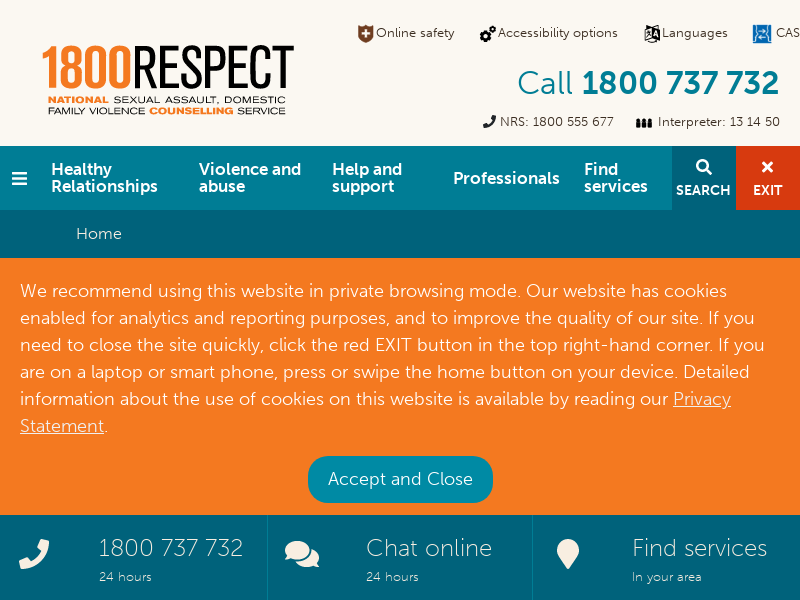 Online safety
Accessibility options
Languages
CAS
1800RESPECT
NATIONAL SEXUAL ASSAULT, DOMESTIC
FAMILY VIOLENCE COUNSELLING SERVICE
Call 1800 737 732
NRS: 1800 555 677
Interpreter: 13 14 50
Healthy
Relationships
Violence and
abuse
Help and
support
Professionals
Find
services
SEARCH
EXIT
Home
We recommend using this website in private browsing mode. Our website has cookies
enabled for analytics and reporting purposes, and to improve the quality of our site. If you
need to close the site quickly, click the red EXIT button in the top right-hand corner. If you
are on a laptop or smart phone, press or swipe the home button on your device. Detailed
information about the use of cookies on this website is available by reading our Privacy
Statement.
Accept and Close
1800 737 732
24 hours
Chat online
24 hours
Find services
In your area